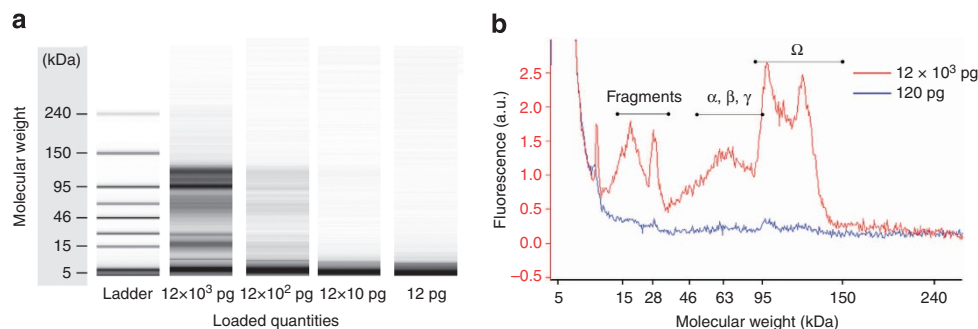 a
(kDa)
Molecular weight
240
150
95
46
15
5
Ladder 12×10³ pg 12×10² pg 12×10 pg 12 pg
Loaded quantities
b
Fluorescence (a.u.)
2.5
2.0
1.5
1.0
0.5
0.0
−0.5
Fragments
α, β, γ
Ω
12 × 10³ pg
120 pg
5 15 28 46 63 95 150 240
Molecular weight (kDa)